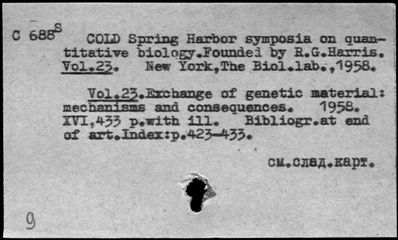 C 688s
COLD Spring Harbor symposia on quan-
titative biology.Founded by R.G.Harris.
Vol.23. New York,The Biol.lab.,1958.
Vol.23.Exchange of genetic material:
mechanisms and consequences. 1958.
XVI,433 p.with ill. Bibliogr.at end
of art.Index:p.423-433.
см.слад.карт.
9